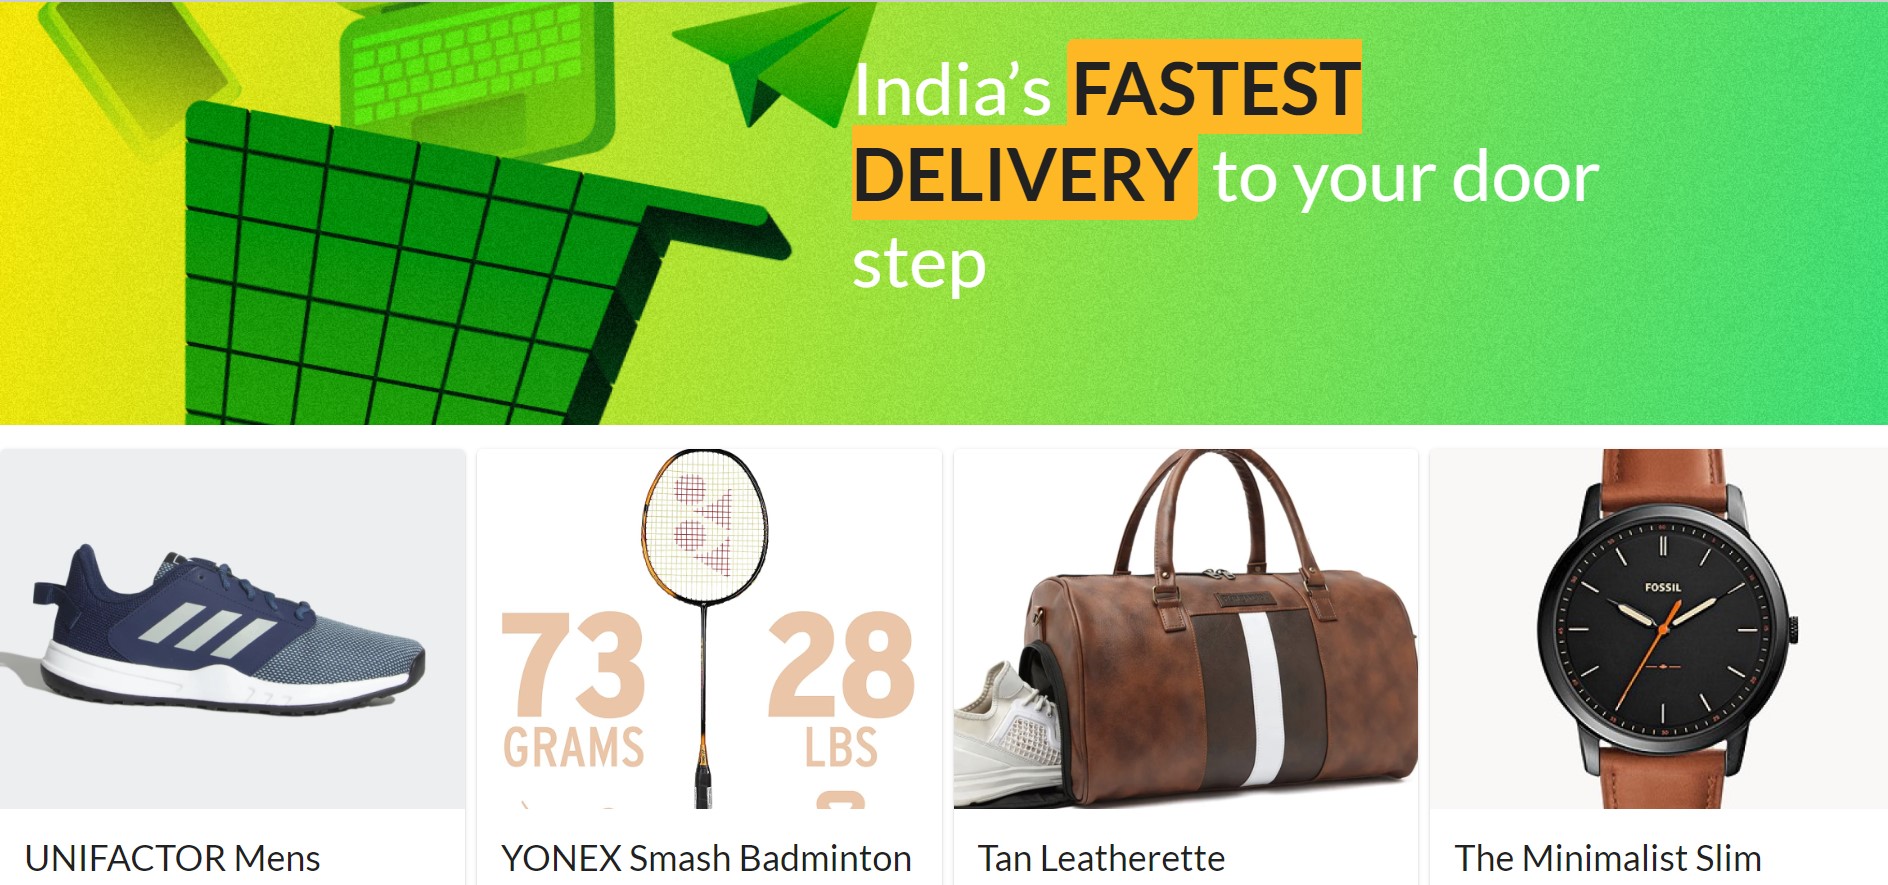 India’s FASTEST
DELIVERY to your door
step
73
GRAMS
28
LBS
FOSSIL
UNIFACTOR Mens
YONEX Smash Badminton
Tan Leatherette
The Minimalist Slim